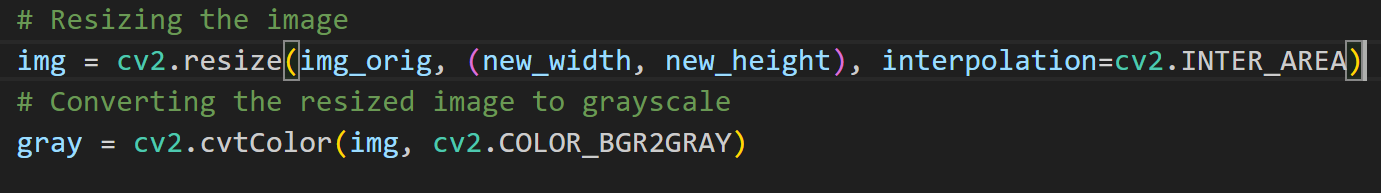 # Resizing the image
img = cv2.resize(img_orig, (new_width, new_height), interpolation=cv2.INTER_AREA)
# Converting the resized image to grayscale
gray = cv2.cvtColor(img, cv2.COLOR_BGR2GRAY)